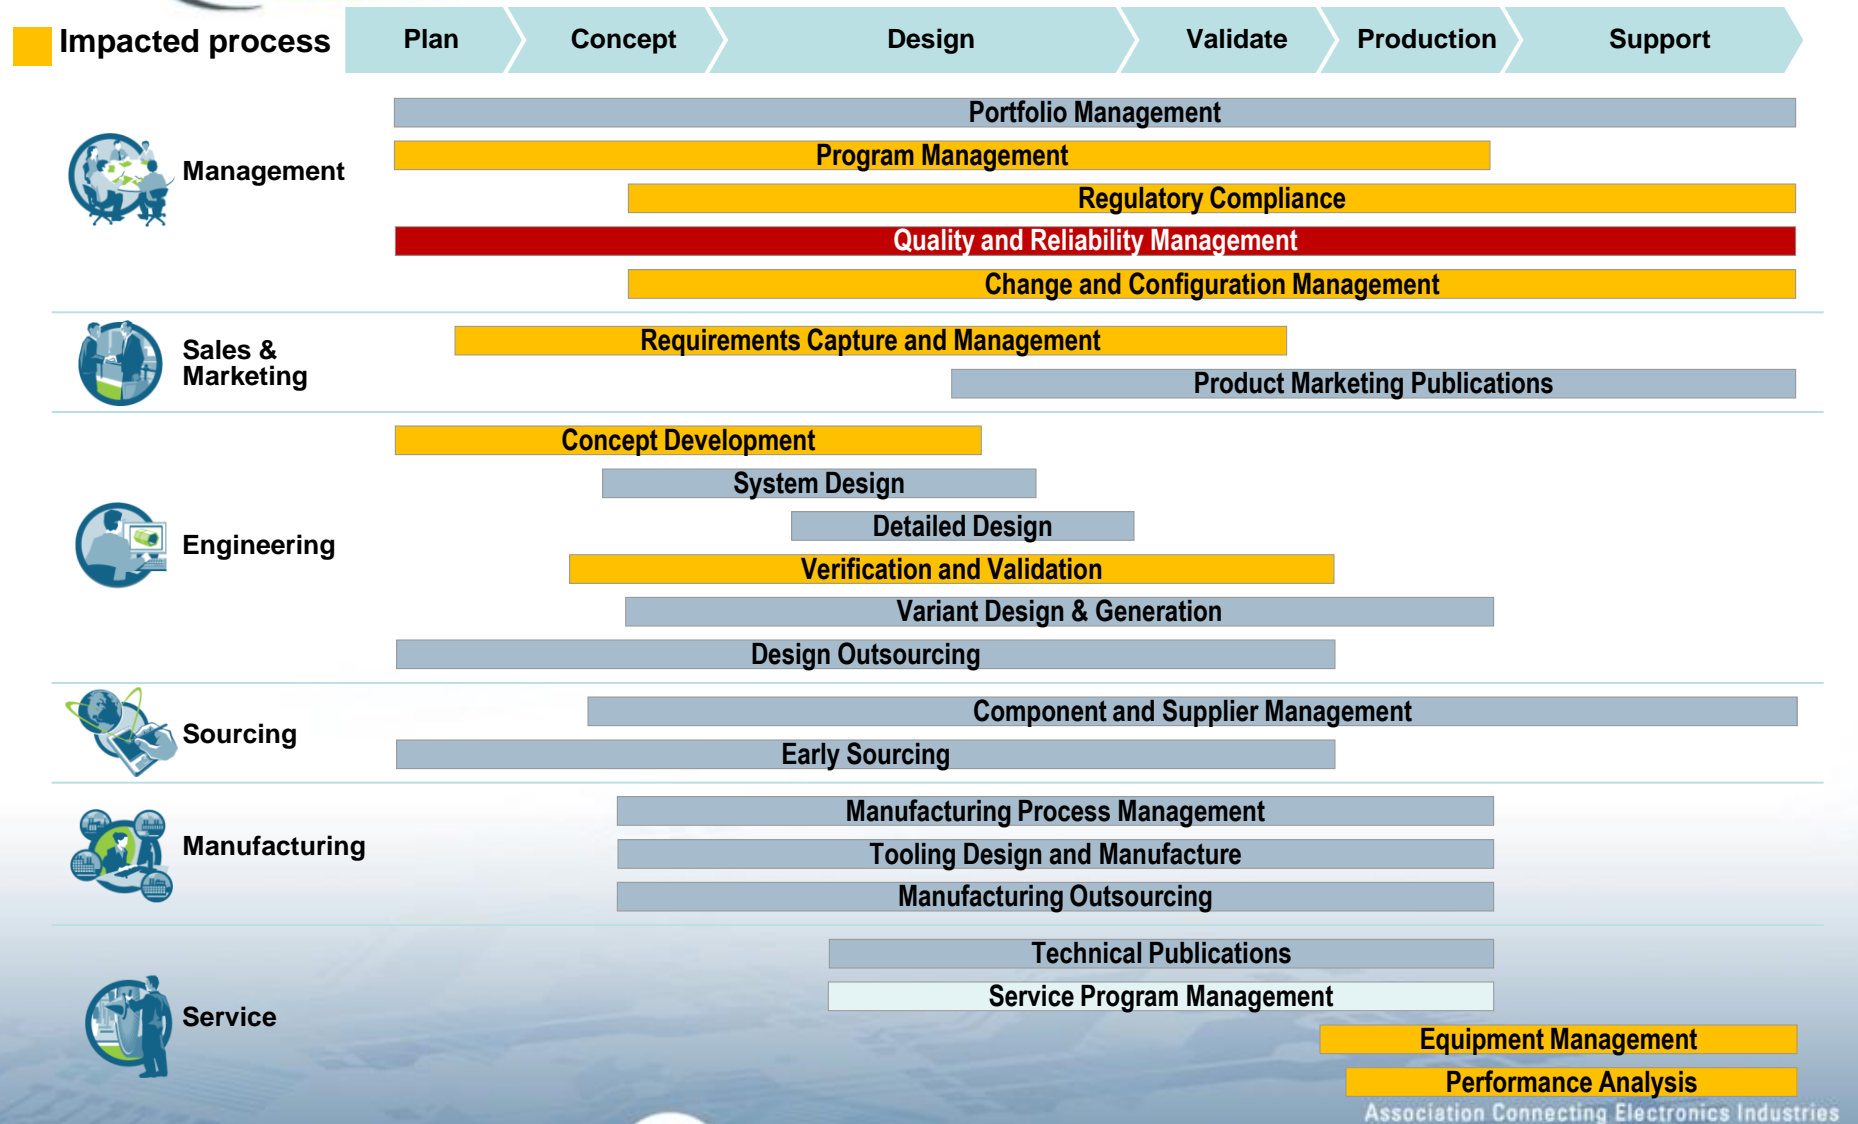 Impacted process
Plan
Concept
Design
Validate
Production
Support
Management
Portfolio Management
Program Management
Regulatory Compliance
Quality and Reliability Management
Change and Configuration Management
Sales &
Marketing
Requirements Capture and Management
Product Marketing Publications
Engineering
Concept Development
System Design
Detailed Design
Verification and Validation
Variant Design & Generation
Design Outsourcing
Sourcing
Component and Supplier Management
Early Sourcing
Manufacturing
Manufacturing Process Management
Tooling Design and Manufacture
Manufacturing Outsourcing
Service
Technical Publications
Service Program Management
Equipment Management
Performance Analysis
Association Connecting Electronics Industries